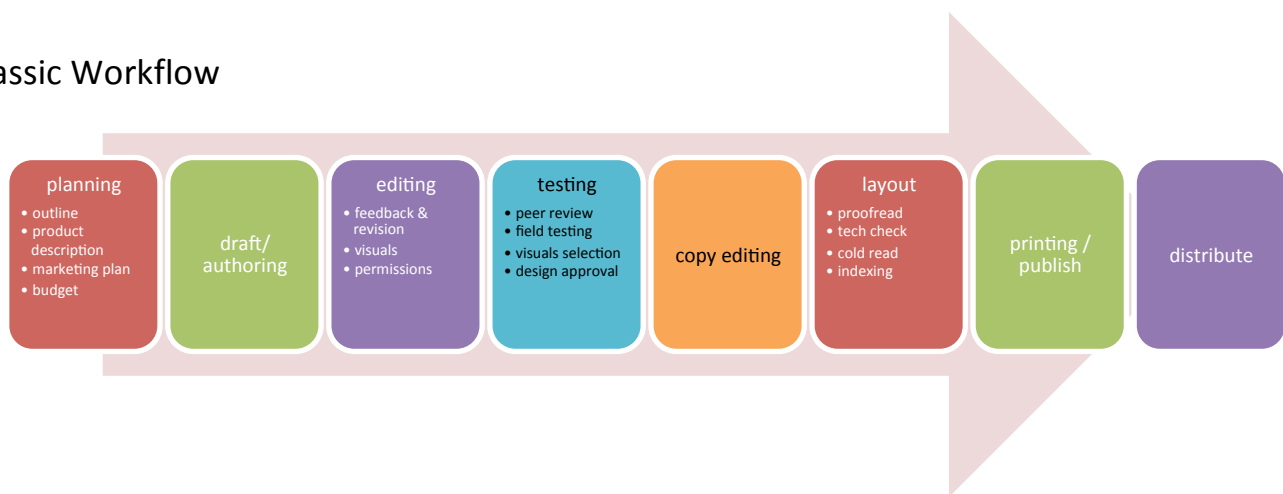 assic Workflow
planning
• outline
• product
description
• marketing plan
• budget
draft/
authoring
editing
• feedback &
revision
• visuals
• permissions
testing
• peer review
• field testing
• visuals selection
• design approval
copy editing
layout
• proofread
• tech check
• cold read
• indexing
printing /
publish
distribute